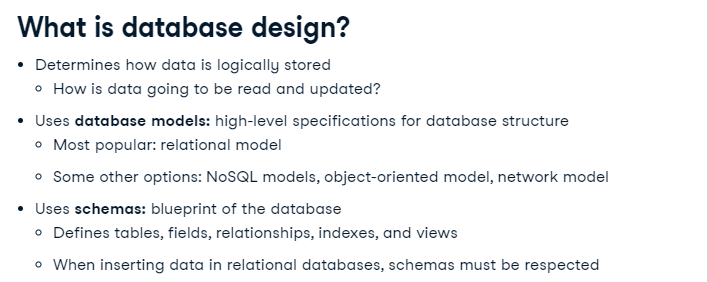 What is database design?
• Determines how data is logically stored
◦ How is data going to be read and updated?
• Uses database models: high-level specifications for database structure
◦ Most popular: relational model
◦ Some other options: NoSQL models, object-oriented model, network model
• Uses schemas: blueprint of the database
◦ Defines tables, fields, relationships, indexes, and views
◦ When inserting data in relational databases, schemas must be respected